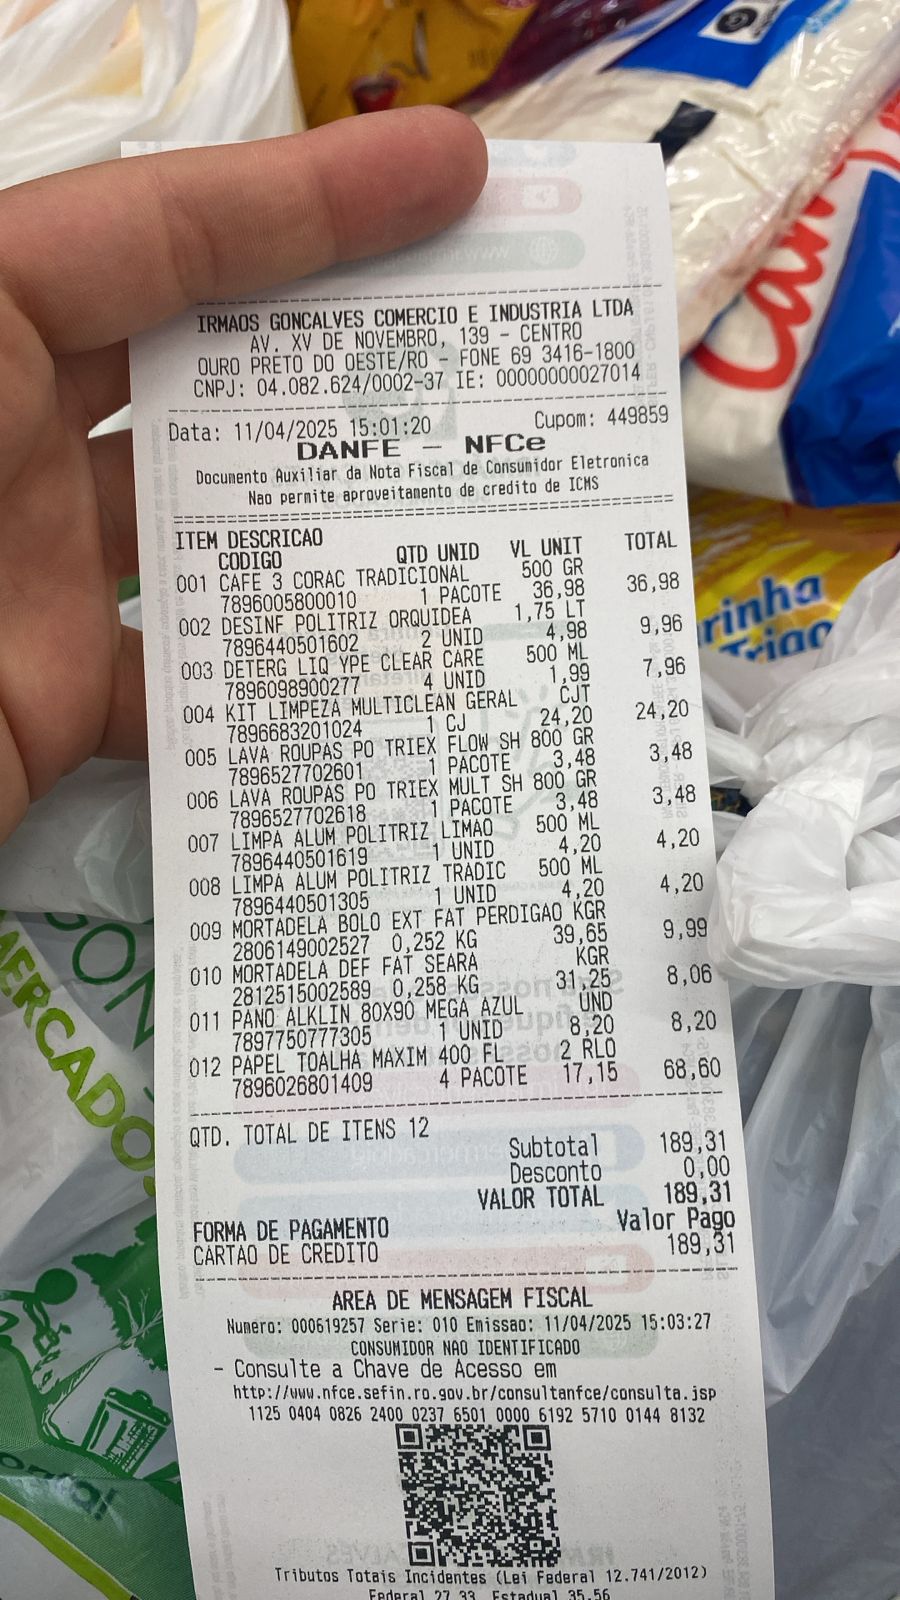 IRMAOS GONCALVES COMERCIO E INDUSTRIA LTDA
AV. XV DE NOVEMBRO, 139 - CENTRO
OURO PRETO DO OESTE/RO - FONE 69 3416-1800
CNPJ: 04.082.624/0002-37 IE: 00000000027014
Data: 11/04/2025 15:01:20 Cupom: 449859
DANFE - NFCe
Documento Auxiliar da Nota Fiscal de Consumidor Eletronica
Nao permite aproveitamento de credito de ICMS
ITEM DESCRICAO
CODIGO QTD UNID VL UNIT TOTAL
001 CAFE 3 CORAC TRADICIONAL 500 GR
7896005800010 1 PACOTE 36,98 36,98
002 DESINF POLITRIZ ORQUIDEA 1,75 LT
7896440501602 2 UNID 4,98 9,96
003 DETERG LIQ YPE CLEAR CARE 500 ML
7896098900277 4 UNID 1,99 7,96
004 KIT LIMPEZA MULTICLEAN GERAL CJT
7896683201024 1 CJ 24,20 24,20
005 LAVA ROUPAS PO TRIEX FLOW SH 800 GR
7896527702601 1 PACOTE 3,48 3,48
006 LAVA ROUPAS PO TRIEX MULT SH 800 GR
7896527702618 1 PACOTE 3,48 3,48
007 LIMPA ALUM POLITRIZ LIMAO 500 ML
7896440501619 1 UNID 4,20 4,20
008 LIMPA ALUM POLITRIZ TRADIC 500 ML
7896440501305 1 UNID 4,20 4,20
009 MORTADELA BOLO EXT FAT PERDIGAO KGR
2806149002527 0,252 KG 39,65 9,99
010 MORTADELA DEF FAT SEARA KGR
2812515002589 0,258 KG 31,25 8,06
011 PANO ALKLIN 80X90 MEGA AZUL UND
7897750777305 1 UNID 8,20 8,20
012 PAPEL TOALHA MAXIM 400 FL 2 RLO
7896026801409 4 PACOTE 17,15 68,60
QTD. TOTAL DE ITENS 12
Subtotal 189,31
Desconto 0,00
VALOR TOTAL 189,31
FORMA DE PAGAMENTO Valor Pago
CARTAO DE CREDITO 189,31
AREA DE MENSAGEM FISCAL
Numero: 000619257 Serie: 010 Emissao: 11/04/2025 15:03:27
CONSUMIDOR NAO IDENTIFICADO
- Consulte a Chave de Acesso em
http://www.nfce.sefin.ro.gov.br/consultanfce/consulta.jsp
1125 0404 0826 2400 0237 6501 0000 6192 5710 0144 8132
Tributos Totais Incidentes (Lei Federal 12.741/2012)
Federal 27,33 Estadual 35,56